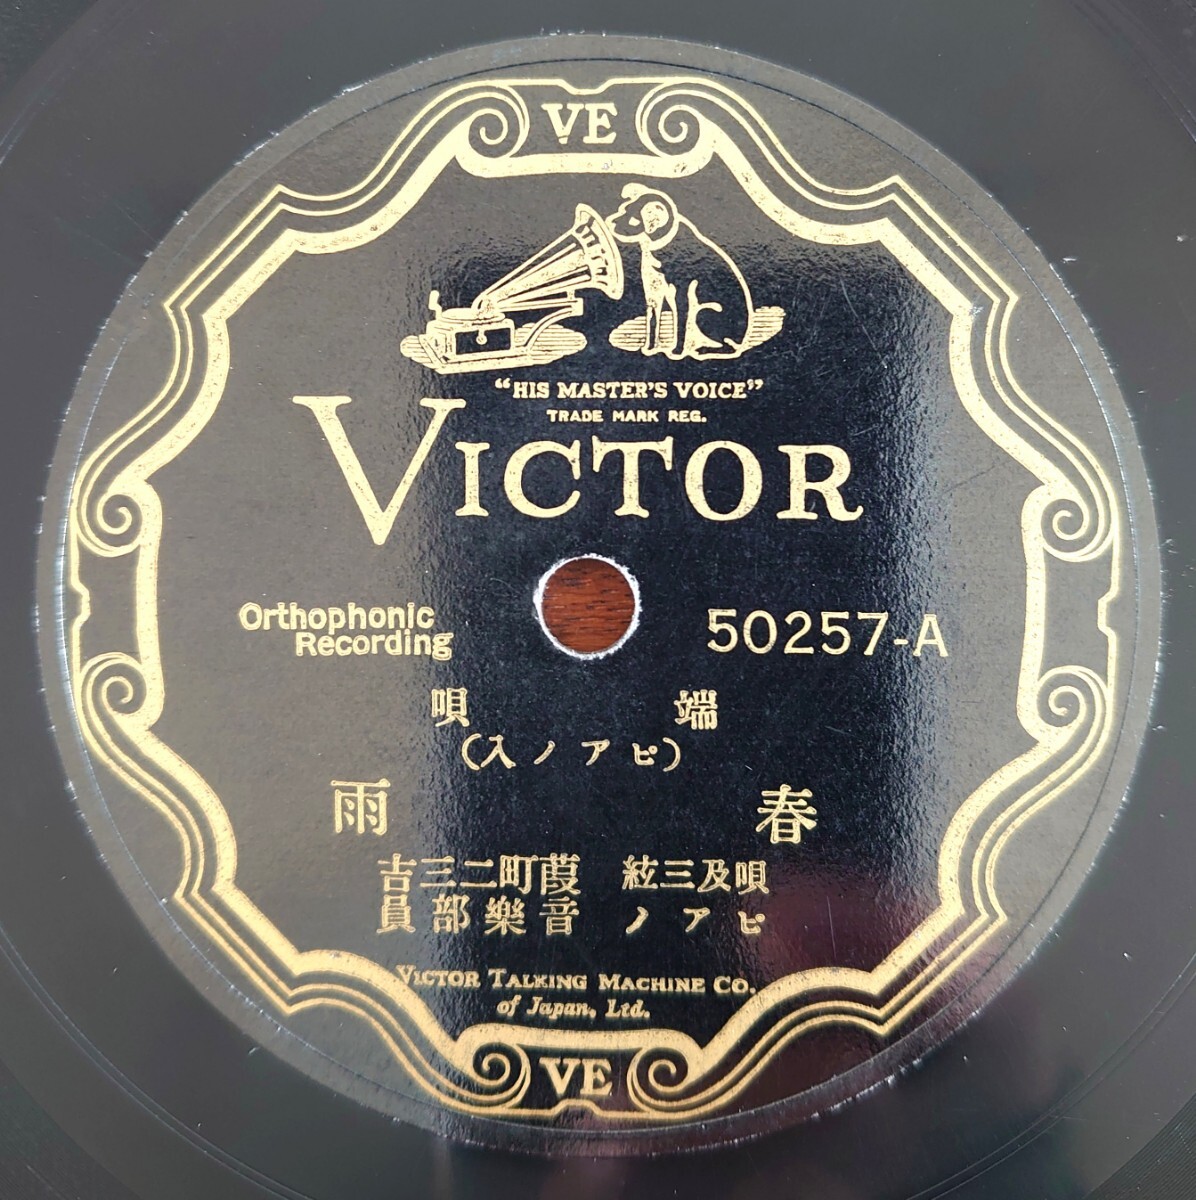 VE
“HIS MASTER'S VOICE”
TRADE MARK REG.
VICTOR
Orthophonic
Recording
50257-A
端唄
(ピアノ入)
春雨
唄及三絃 葭町二三吉
ピアノ 音樂部員
VICTOR TALKING MACHINE CO.
of Japan, Ltd.
VE